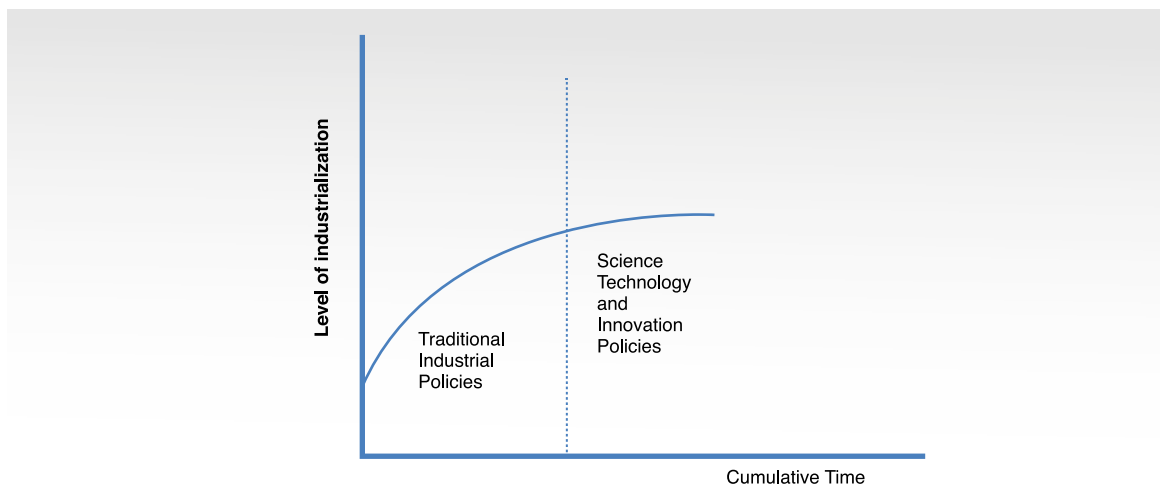 Level of industrialization
Traditional
Industrial
Policies
Science
Technology
and
Innovation
Policies
Cumulative Time